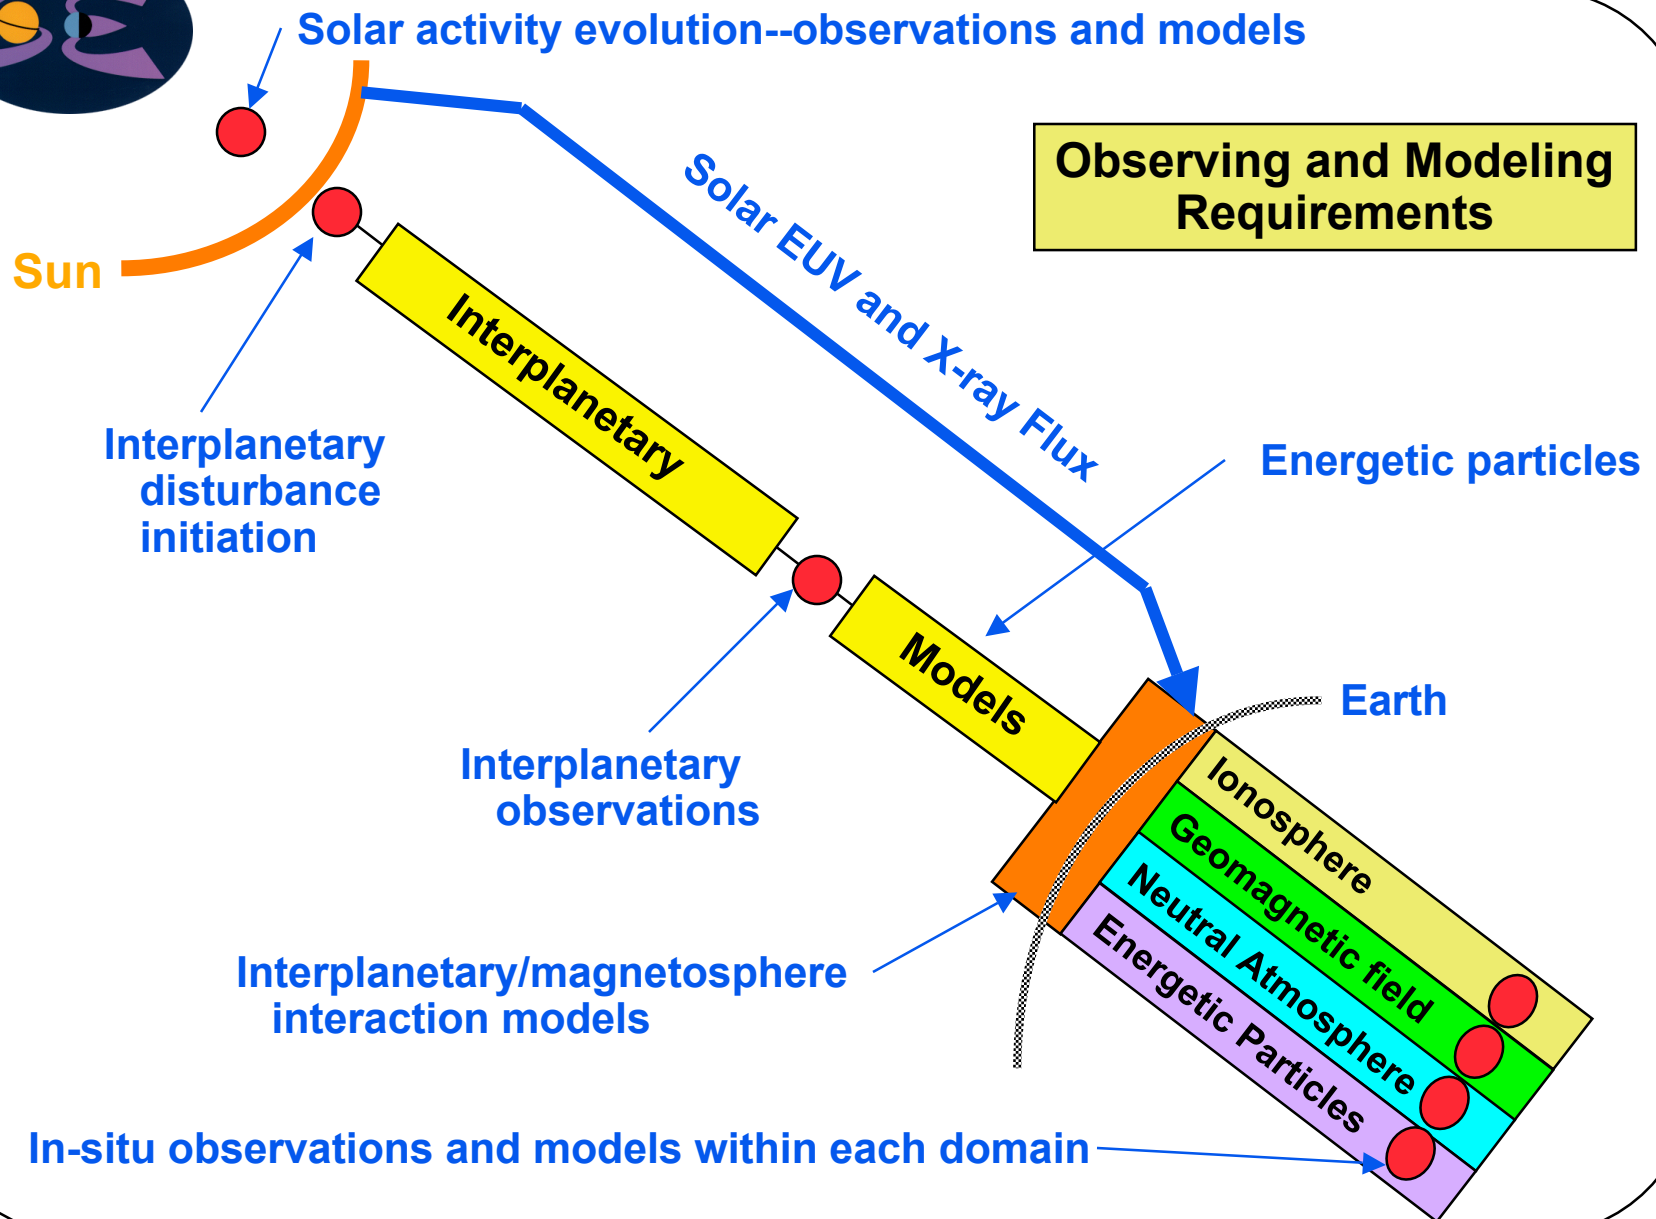 Solar activity evolution--observations and models
Observing and Modeling
Requirements
Solar EUV and X-ray Flux
Sun
Interplanetary
Interplanetary
disturbance
initiation
Energetic particles
Models
Earth
Interplanetary
observations
Ionosphere
Geomagnetic field
Neutral Atmosphere
Energetic Particles
Interplanetary/magnetosphere
interaction models
In-situ observations and models within each domain